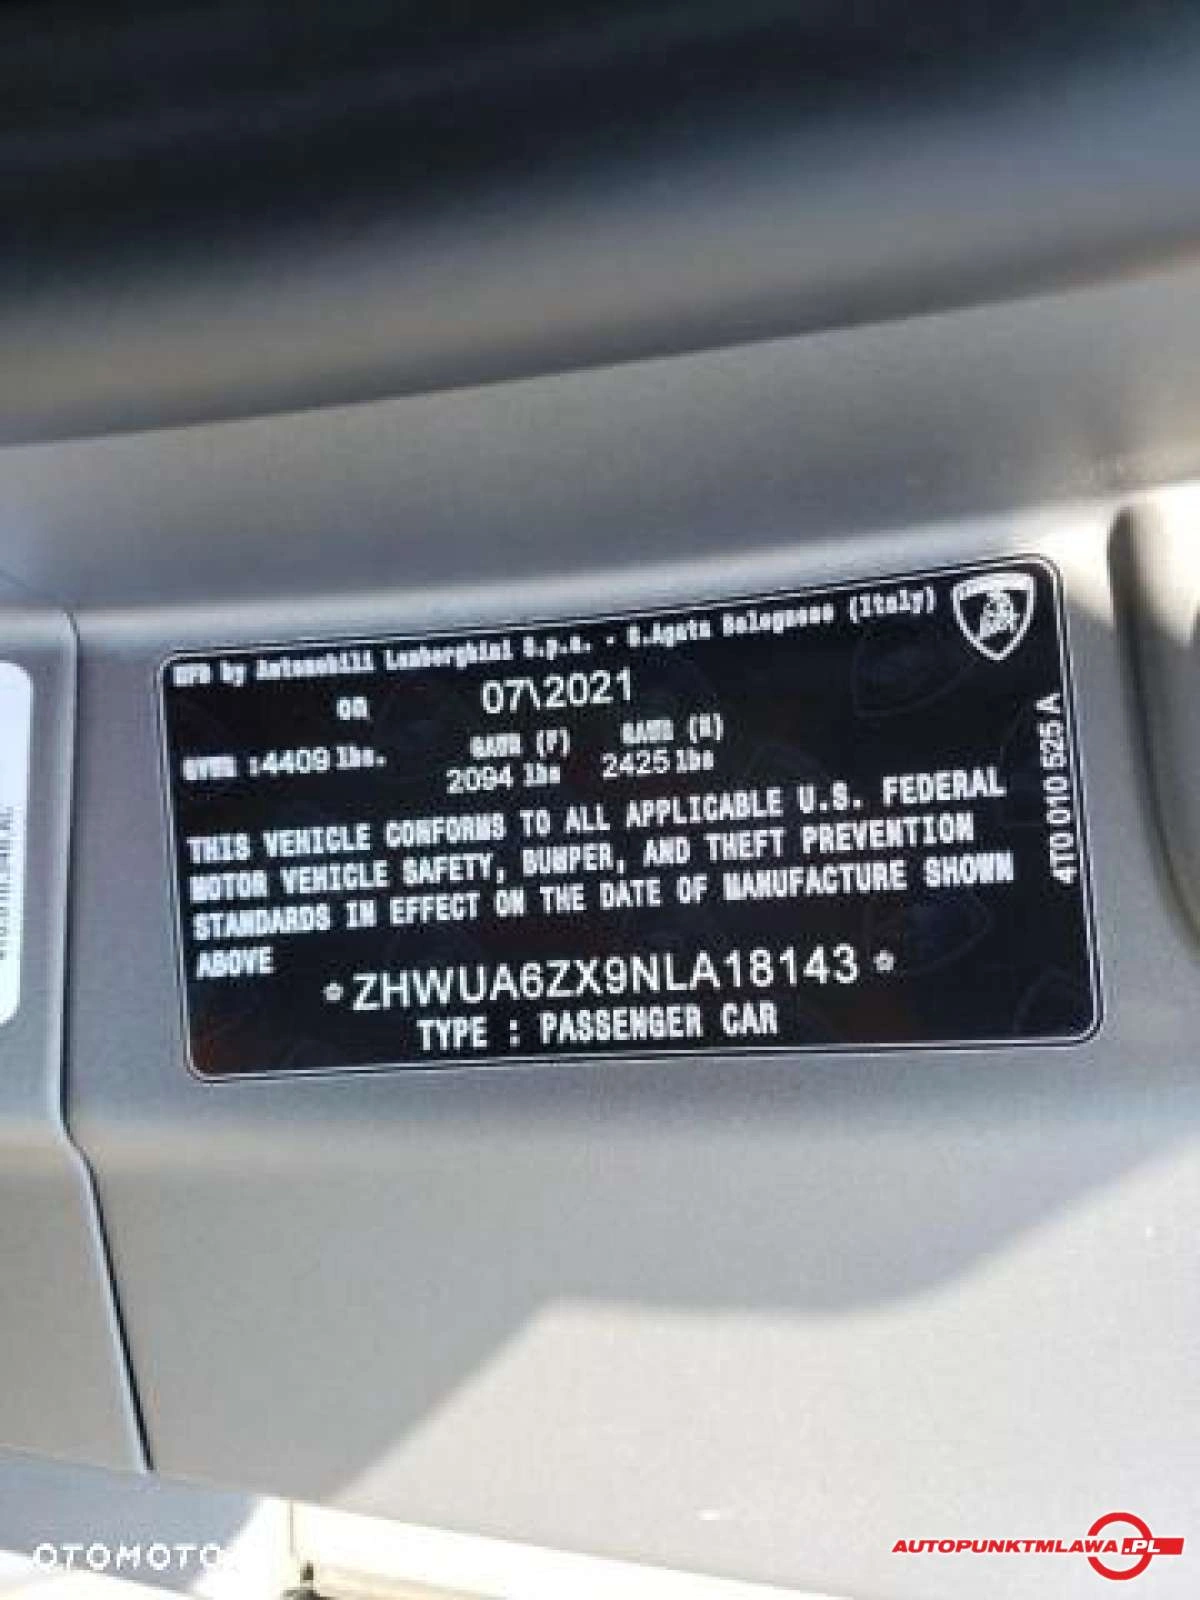 MFD by Automobili Lamborghini S.p.A. - S.Agata Bolognese (Italy)
on 07\2021
GVWR :4409 lbs. GAWR (F) GAWR (R)
2094 lbs 2425 lbs
THIS VEHICLE CONFORMS TO ALL APPLICABLE U.S. FEDERAL
MOTOR VEHICLE SAFETY, BUMPER, AND THEFT PREVENTION
STANDARDS IN EFFECT ON THE DATE OF MANUFACTURE SHOWN
ABOVE
*ZHWUA6ZX9NLA18143*
TYPE : PASSENGER CAR
4T0 010 525 A
OTOMOTO
AUTOPUNKTMLAWA.PL